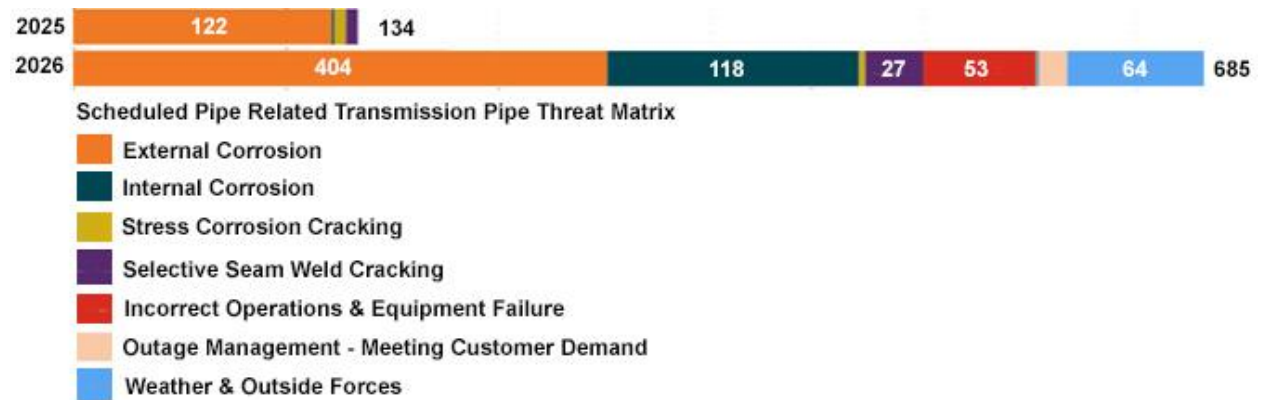 2025 122 134
2026 404 118 27 53 64 685
Scheduled Pipe Related Transmission Pipe Threat Matrix
External Corrosion
Internal Corrosion
Stress Corrosion Cracking
Selective Seam Weld Cracking
Incorrect Operations & Equipment Failure
Outage Management - Meeting Customer Demand
Weather & Outside Forces